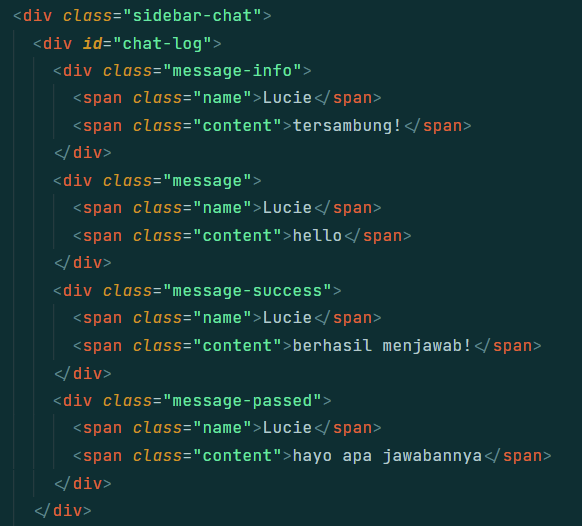 <div class="sidebar-chat">
<div id="chat-log">
<div class="message-info">
<span class="name">Lucie</span>
<span class="content">tersambung!</span>
</div>
<div class="message">
<span class="name">Lucie</span>
<span class="content">hello</span>
</div>
<div class="message-success">
<span class="name">Lucie</span>
<span class="content">berhasil menjawab!</span>
</div>
<div class="message-passed">
<span class="name">Lucie</span>
<span class="content">hayo apa jawabannya</span>
</div>
</div>